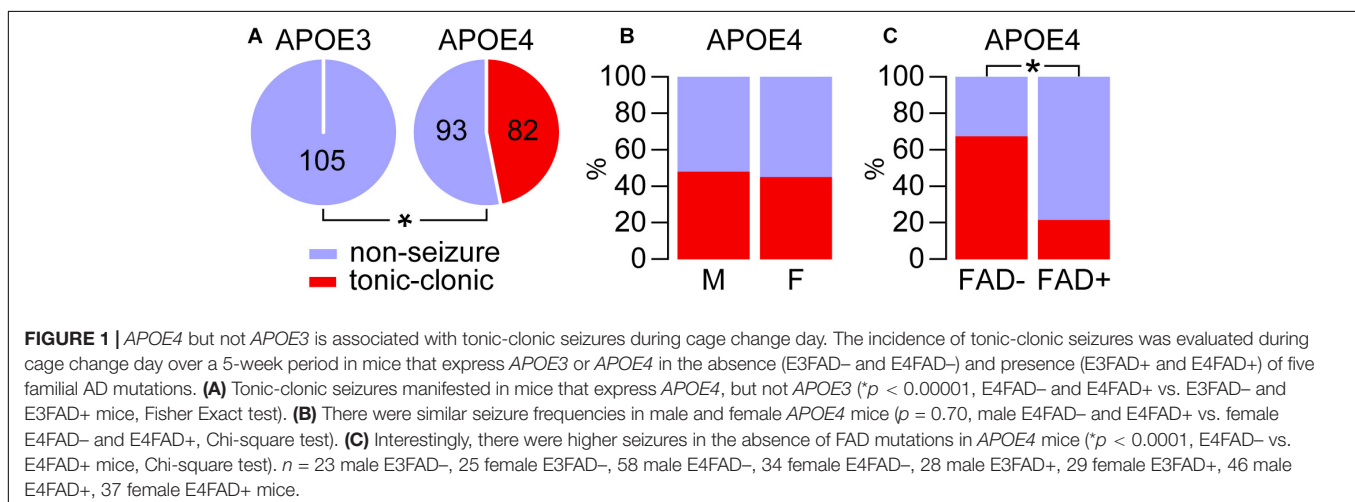 A APOE3 APOE4
105
93
82
*
non-seizure
tonic-clonic
B APOE4
100
80
60
40
20
0
%
M F
C APOE4
*
100
80
60
40
20
0
%
FAD- FAD+
FIGURE 1 | APOE4 but not APOE3 is associated with tonic-clonic seizures during cage change day. The incidence of tonic-clonic seizures was evaluated during
cage change day over a 5-week period in mice that express APOE3 or APOE4 in the absence (E3FAD– and E4FAD–) and presence (E3FAD+ and E4FAD+) of five
familial AD mutations. (A) Tonic-clonic seizures manifested in mice that express APOE4, but not APOE3 (*p < 0.00001, E4FAD– and E4FAD+ vs. E3FAD– and
E3FAD+ mice, Fisher Exact test). (B) There were similar seizure frequencies in male and female APOE4 mice (p = 0.70, male E4FAD– and E4FAD+ vs. female
E4FAD– and E4FAD+, Chi-square test). (C) Interestingly, there were higher seizures in the absence of FAD mutations in APOE4 mice (*p < 0.0001, E4FAD– vs.
E4FAD+ mice, Chi-square test). n = 23 male E3FAD–, 25 female E3FAD–, 58 male E4FAD–, 34 female E4FAD–, 28 male E3FAD+, 29 female E3FAD+, 46 male
E4FAD+, 37 female E4FAD+ mice.